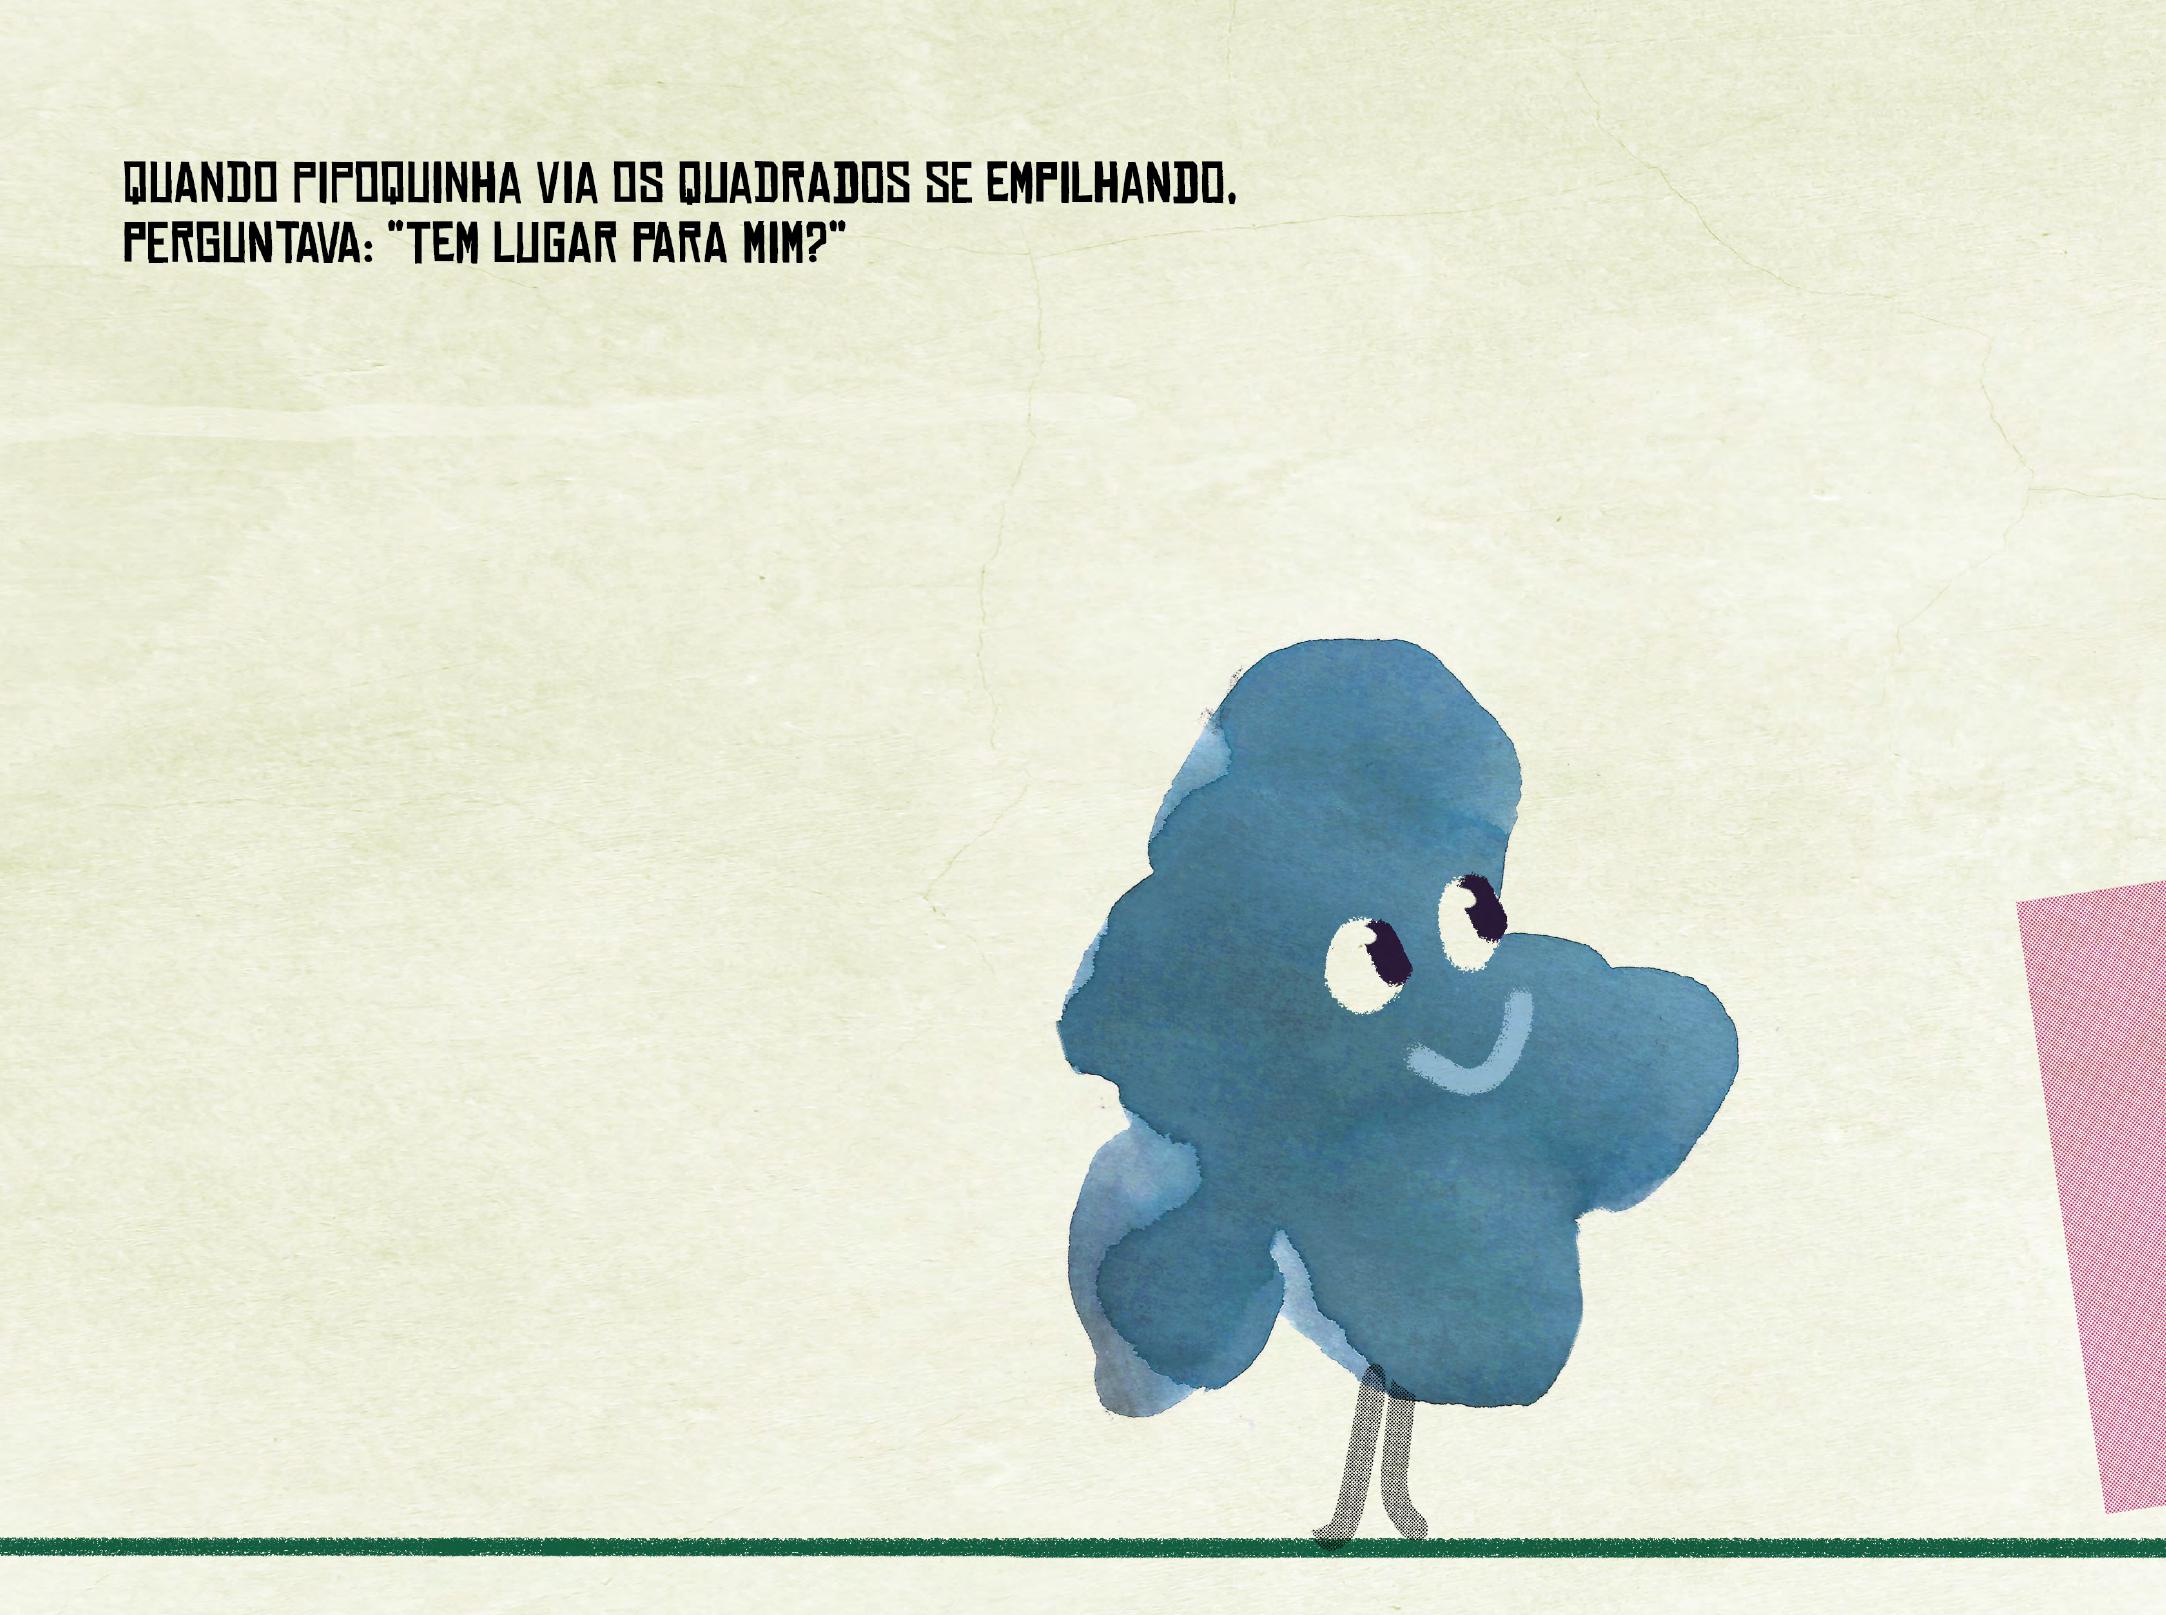 QUANDO PIPOQUINHA VIA OS QUADRADOS SE EMPILHANDO,
PERGUNTAVA: "TEM LUGAR PARA MIM?"